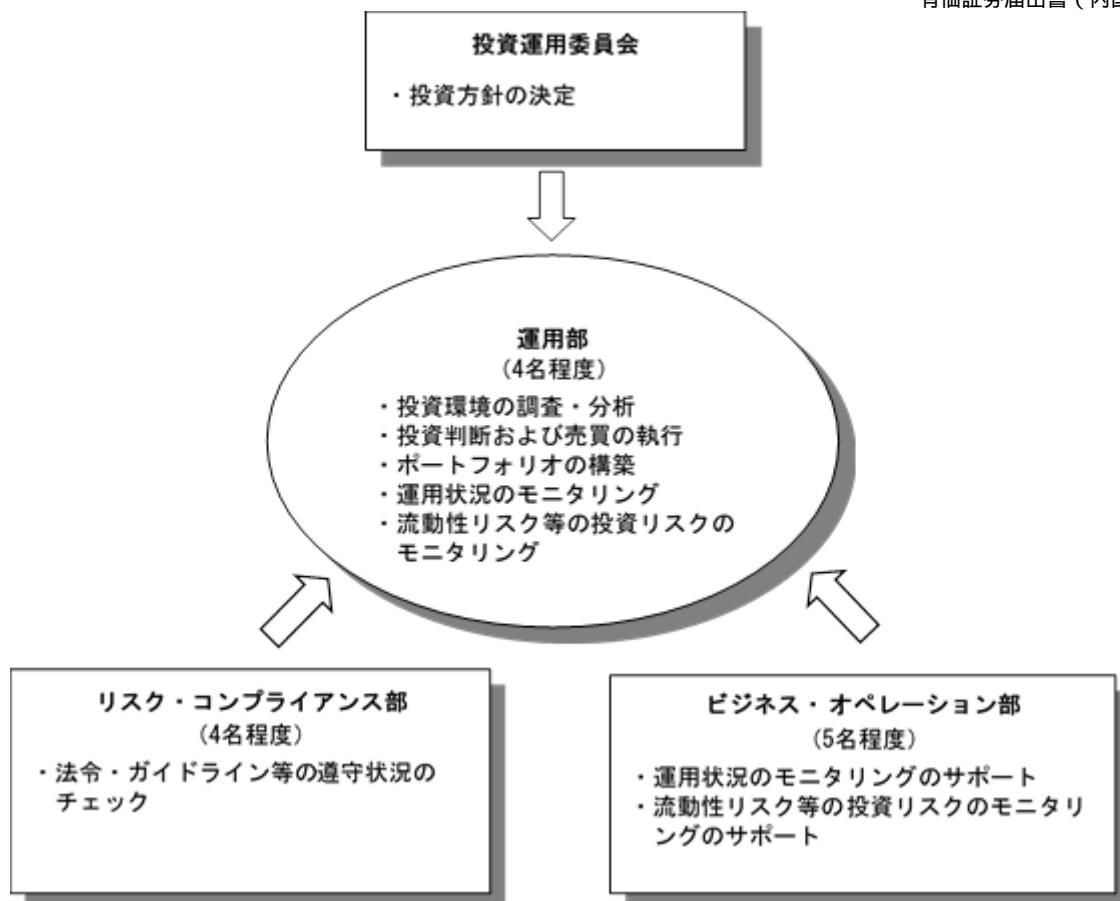 有価証券届出書（内国
投資運用委員会
・投資方針の決定
運用部
（4名程度）
・投資環境の調査・分析
・投資判断および売買の執行
・ポートフォリオの構築
・運用状況のモニタリング
・流動性リスク等の投資リスクの
モニタリング
リスク・コンプライアンス部
（4名程度）
・法令・ガイドライン等の遵守状況の
チェック
ビジネス・オペレーション部
（5名程度）
・運用状況のモニタリングのサポート
・流動性リスク等の投資リスクのモニタリ
ングのサポート